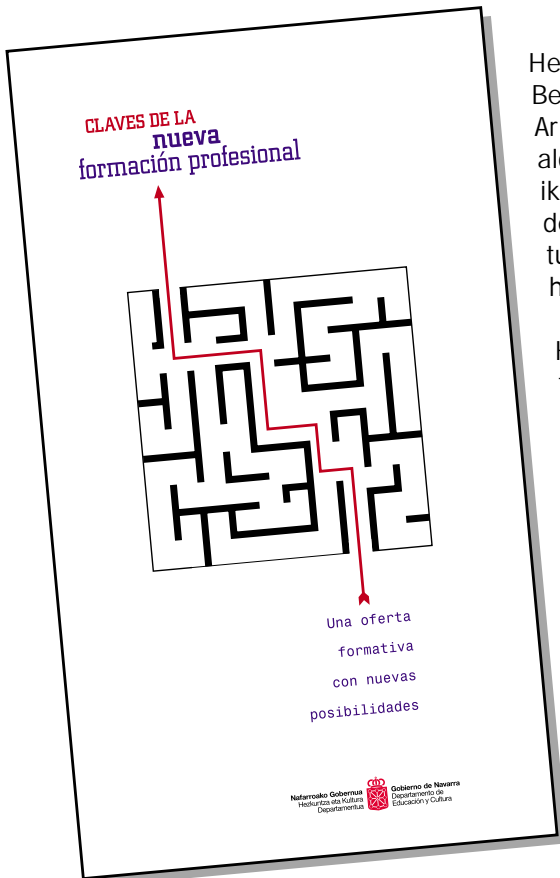 CLAVES DE LA
nueva
formación profesional
Una oferta
formativa
con nuevas
posibilidades
Nafarroako Gobernua
Hezkuntza eta Kultura
Departamentua
Gobierno de Navarra
Departamento de
Educación y Cultura